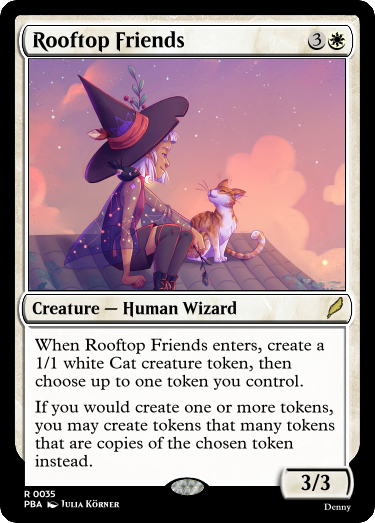 Rooftop Friends 3
Creature — Human Wizard
When Rooftop Friends enters, create a
1/1 white Cat creature token, then
choose up to one token you control.
If you would create one or more tokens,
you may create tokens that many tokens
that are copies of the chosen token
instead.
3/3
R 0035
PBA Julia Körner
Denny